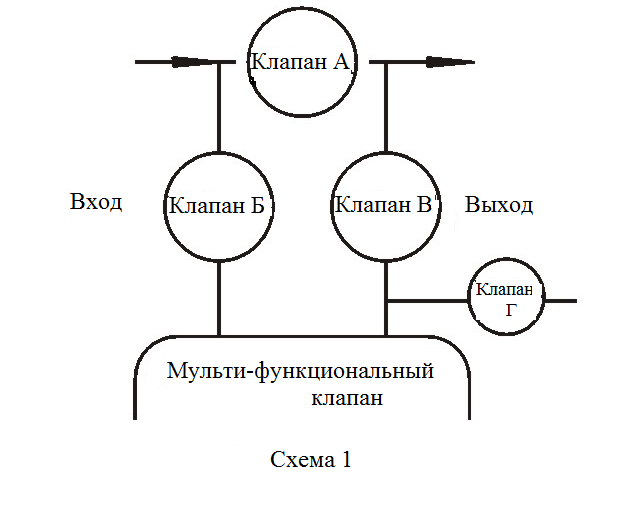 Клапан А
Вход
Клапан Б
Клапан В
Выход
Клапан
Г
Мульти-функциональный
клапан
Схема 1